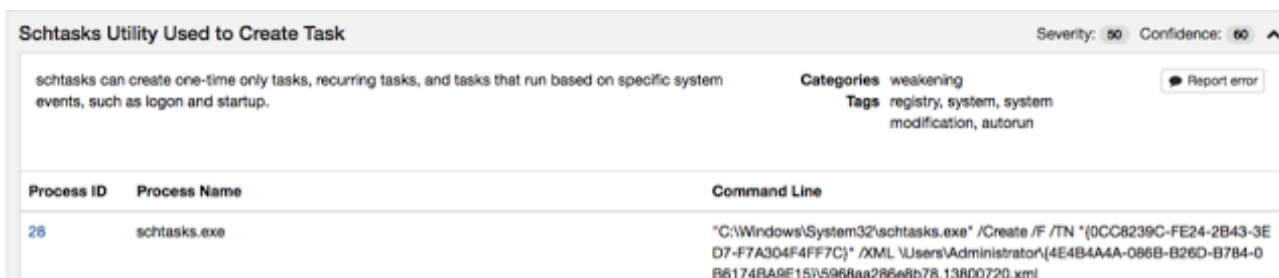 Schtasks Utility Used to Create Task Severity: 50 Confidence: 60
schtasks can create one-time only tasks, recurring tasks, and tasks that run based on specific system
events, such as logon and startup.
Categories weakening
Tags registry, system, system
modification, autorun
Report error
Process ID Process Name Command Line
28 schtasks.exe "C:\Windows\System32\schtasks.exe" /Create /F /TN "{0CC8239C-FE24-2B43-3E
D7-F7A304F4FF7C}" /XML \Users\Administrator\{4E4B4A4A-086B-B26D-B784-0
B6174BA9E15}\5968aa286e8b78.13800720.xml